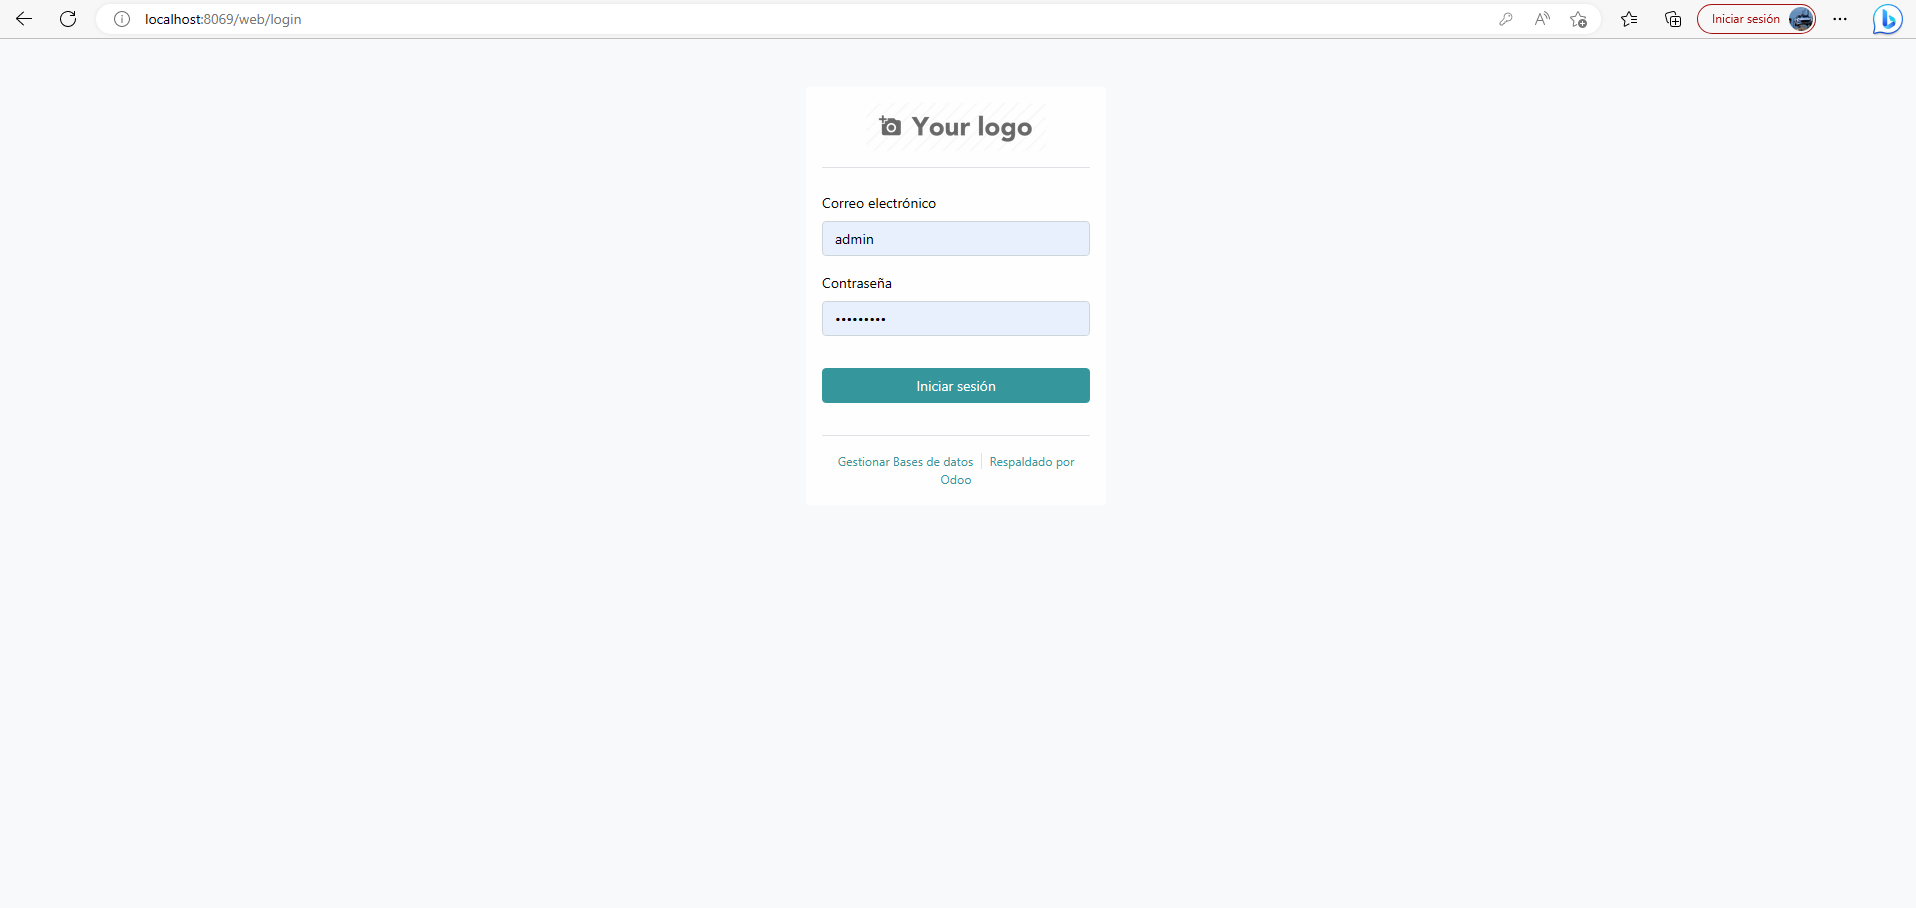 localhost:8069/web/login
Iniciar sesión
Your logo
Correo electrónico
admin
Contraseña
•••••••••
Iniciar sesión
Gestionar Bases de datos | Respaldado por
Odoo